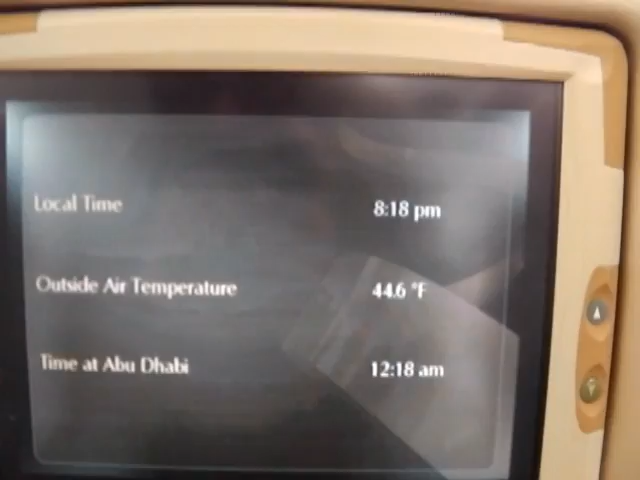 Local Time 8:18 pm
Outside Air Temperature 44.6 °F
Time at Abu Dhabi 12:18 am